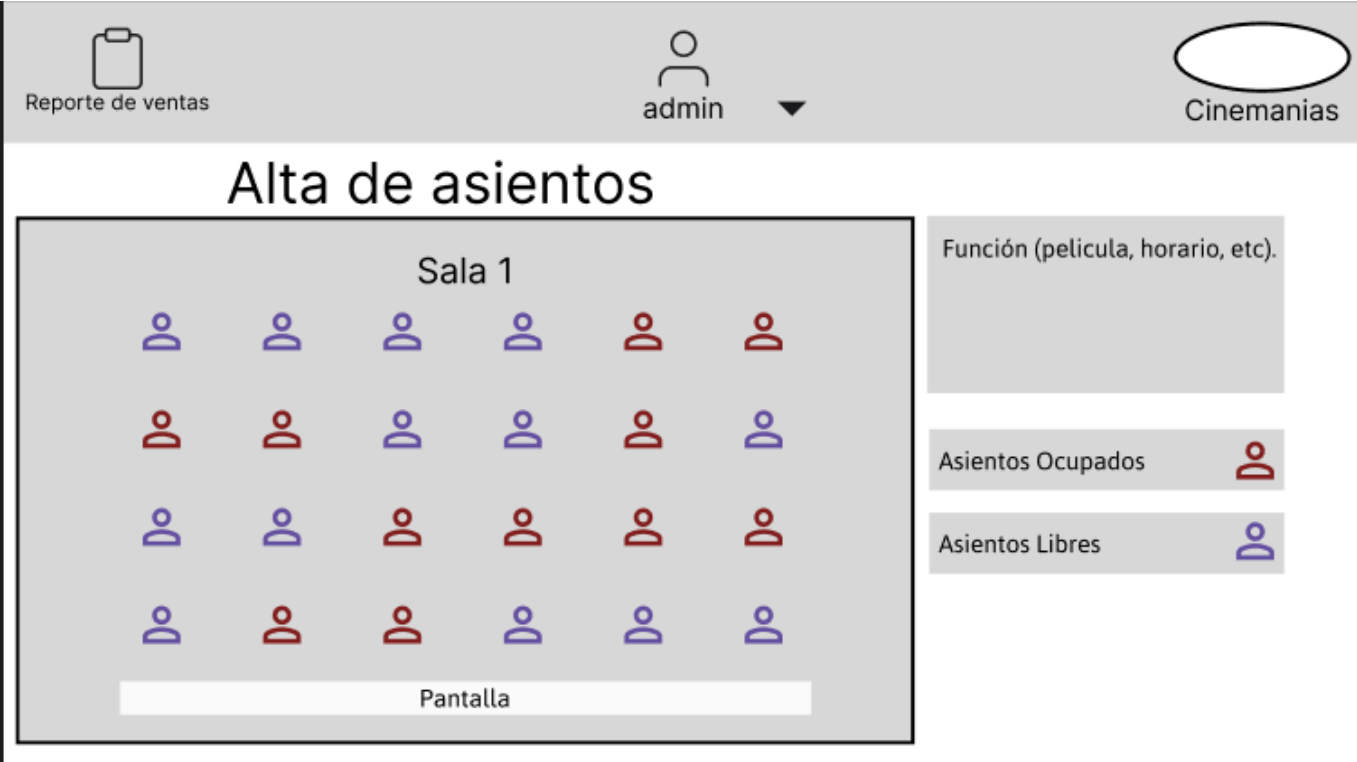 Reporte de ventas
admin
Cinemanias
Alta de asientos
Sala 1
Función (pelicula, horario, etc).
Asientos Ocupados
Asientos Libres
Pantalla